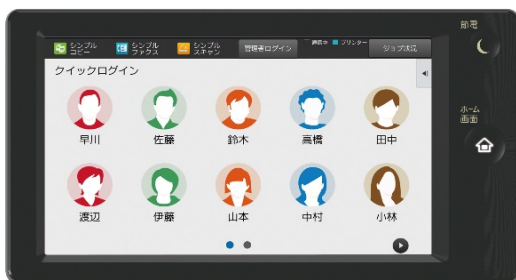 節電
シンプル
コピー
シンプル
ファクス
シンプル
スキャン
管理者ログイン
通信中
プリンター
ジョブ状況
クイックログイン
早川
佐藤
鈴木
高橋
田中
渡辺
伊藤
山本
中村
小林
ホーム
画面